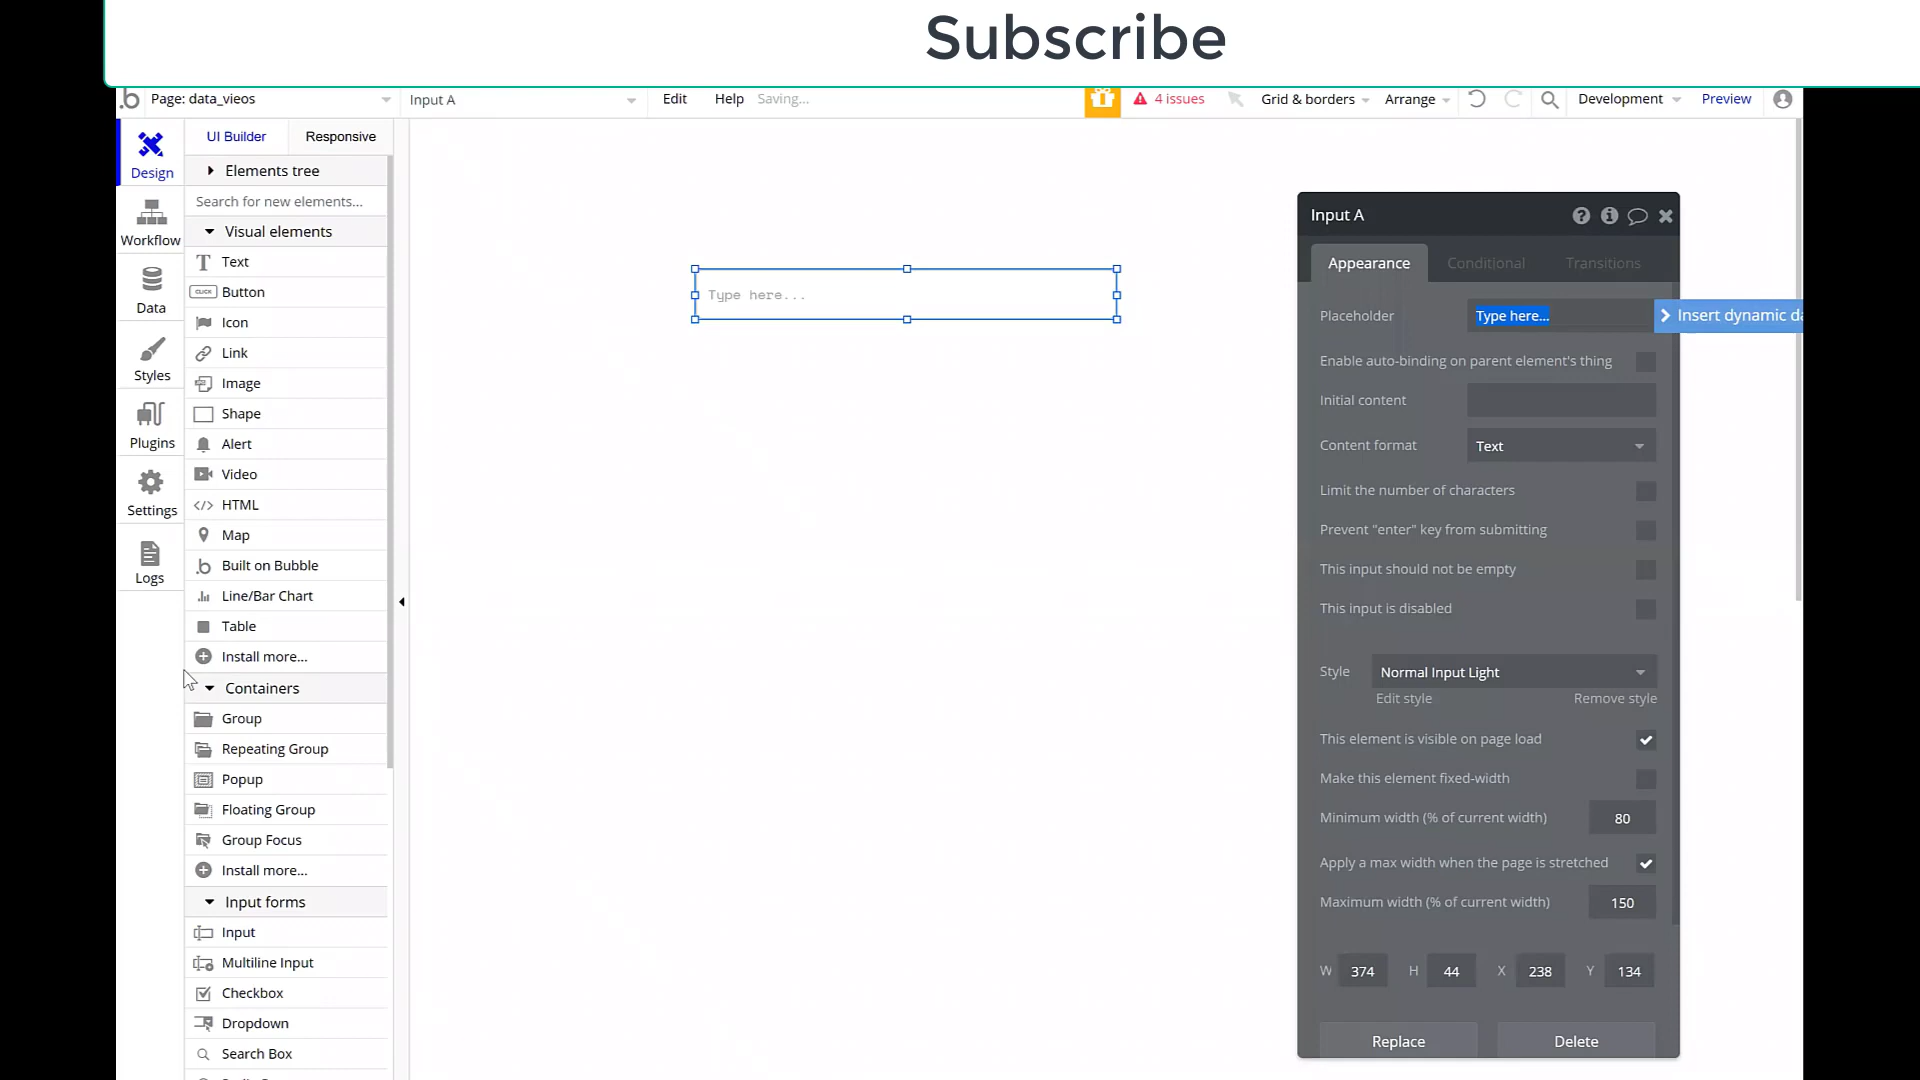 Subscribe
Page: data_vieos
Input A
Edit
Help
Saving...
4 issues
Grid & borders
Arrange
Development
Preview
UI Builder
Responsive
Design
Workflow
Data
Styles
Plugins
Settings
Logs
Elements tree
Search for new elements...
Visual elements
Text
CLICK Button
Icon
Link
Image
Shape
Alert
Video
</> HTML
Map
Built on Bubble
Line/Bar Chart
Table
Install more...
Containers
Group
Repeating Group
Popup
Floating Group
Group Focus
Install more...
Input forms
Input
Multiline Input
Checkbox
Dropdown
Search Box
Type here...
Input A
Appearance
Conditional
Transitions
Placeholder
Type here...
Insert dynamic da
Enable auto-binding on parent element's thing
Initial content
Content format
Text
Limit the number of characters
Prevent "enter" key from submitting
This input should not be empty
This input is disabled
Style
Normal Input Light
Edit style
Remove style
This element is visible on page load
Make this element fixed-width
Minimum width (% of current width)
80
Apply a max width when the page is stretched
Maximum width (% of current width)
150
W 374 H 44 X 238 Y 134
Replace
Delete